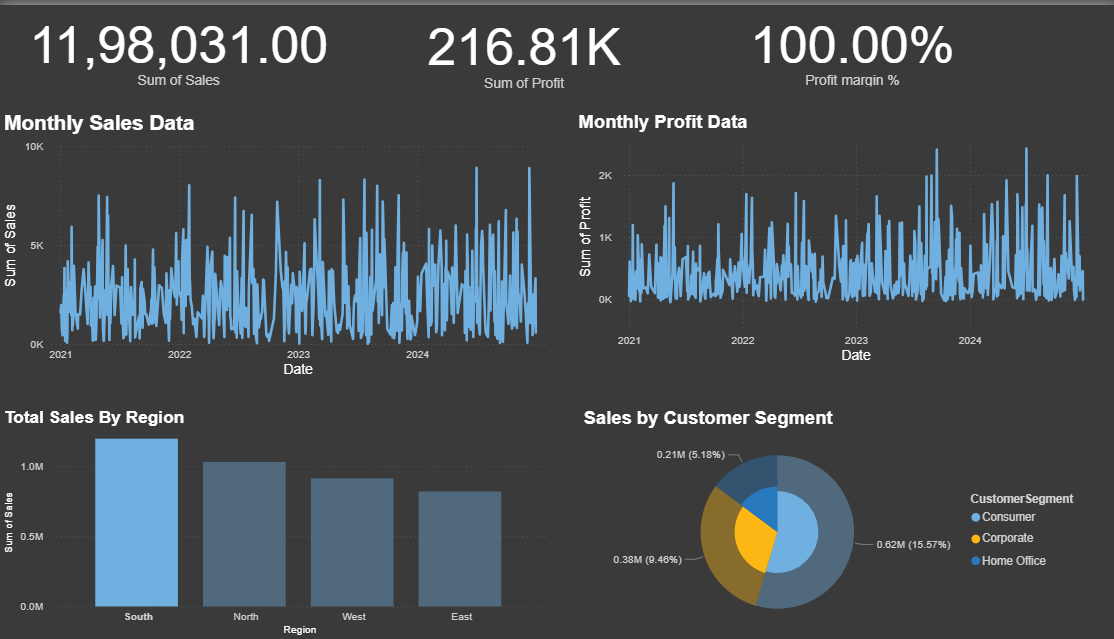 11,98,031.00
Sum of Sales
216.81K
Sum of Profit
100.00%
Profit margin %
Monthly Sales Data
10K
5K
0K
Sum of Sales
2021 2022 2023 2024
Date
Monthly Profit Data
2K
1K
0K
Sum of Profit
2021 2022 2023 2024
Date
Total Sales By Region
1.0M
0.5M
0.0M
Sum of Sales
South North West East
Region
Sales by Customer Segment
0.21M (5.18%)
0.38M (9.46%)
0.62M (15.57%)
CustomerSegment
Consumer
Corporate
Home Office